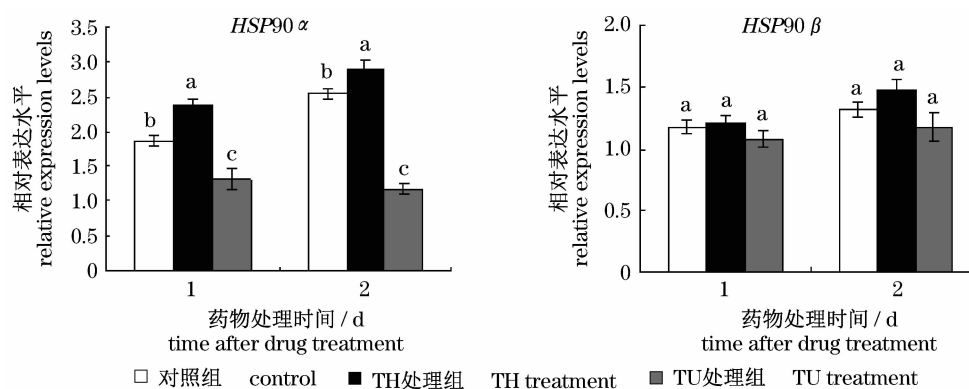 HSP90 α
3.5
3.0
2.5
2.0
1.5
1.0
0.5
0
相对表达水平
relative expression levels
b a c b a c
1 2
药物处理时间 / d
time after drug treatment
HSP90 β
2.0
1.5
1.0
0.5
0
相对表达水平
relative expression levels
a a a a a a
1 2
药物处理时间 / d
time after drug treatment
对照组 control TH处理组 TH treatment TU处理组 TU treatment